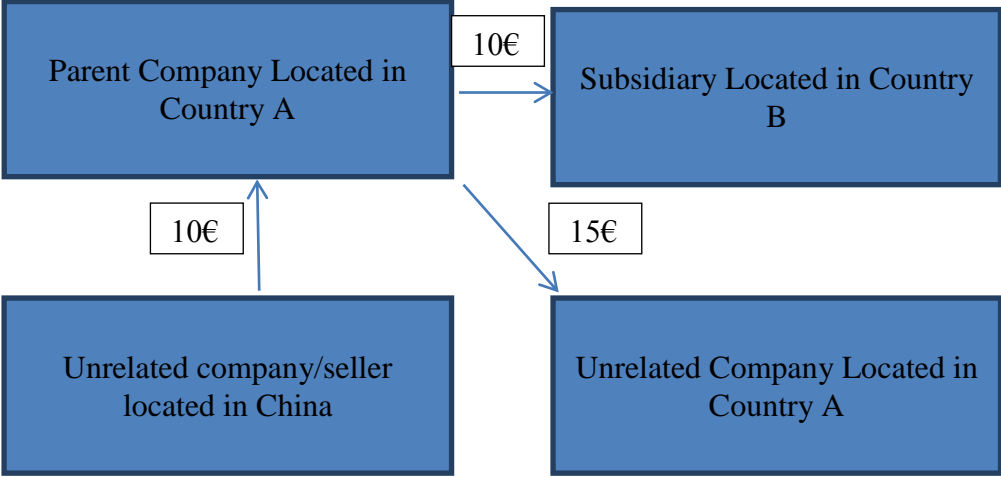 Parent Company Located in
Country A
10€
Subsidiary Located in Country
B
10€
15€
Unrelated company/seller
located in China
Unrelated Company Located in
Country A